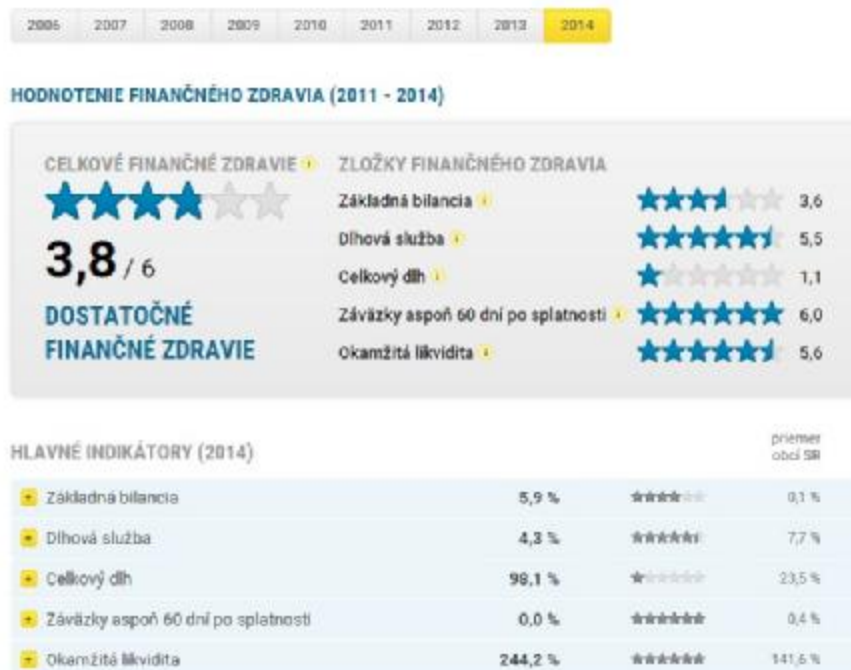 2006 2007 2008 2009 2010 2011 2012 2013 2014
HODNOTENIE FINANČNÉHO ZDRAVIA (2011 - 2014)
CELKOVÉ FINANČNÉ ZDRAVIE i ZLOŽKY FINANČNÉHO ZDRAVIA
Základná bilancia i 3,6
3,8 / 6
Dlhová služba i 5,5
Celkový dlh i 1,1
DOSTATOČNÉ
FINANČNÉ ZDRAVIE
Záväzky aspoň 60 dní po splatnosti i 6,0
Okamžitá likvidita i 5,6
HLAVNÉ INDIKÁTORY (2014)
priemer
obcí SR
+ Základná bilancia 5,9 % 0,1 %
+ Dlhová služba 4,3 % 7,7 %
+ Celkový dlh 98,1 % 23,5 %
+ Záväzky aspoň 60 dní po splatnosti 0,0 % 0,4 %
+ Okamžitá likvidita 244,2 % 141,6 %